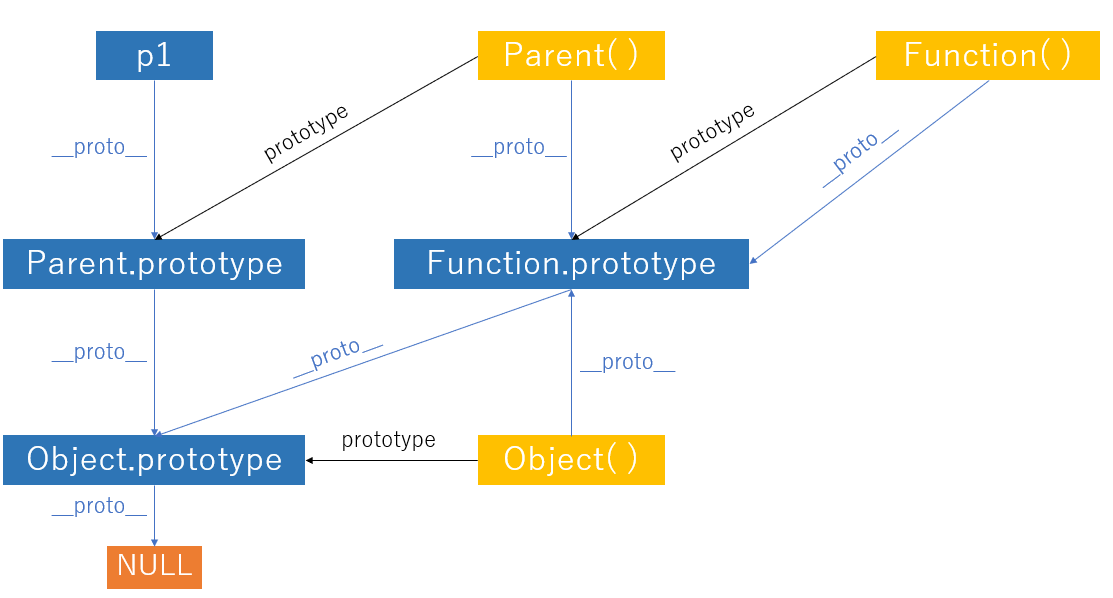 p1
Parent( )
Function( )
__proto__
prototype
__proto__
prototype
__proto__
Parent.prototype
Function.prototype
__proto__
__proto__
__proto__
Object.prototype
prototype
Object( )
__proto__
NULL